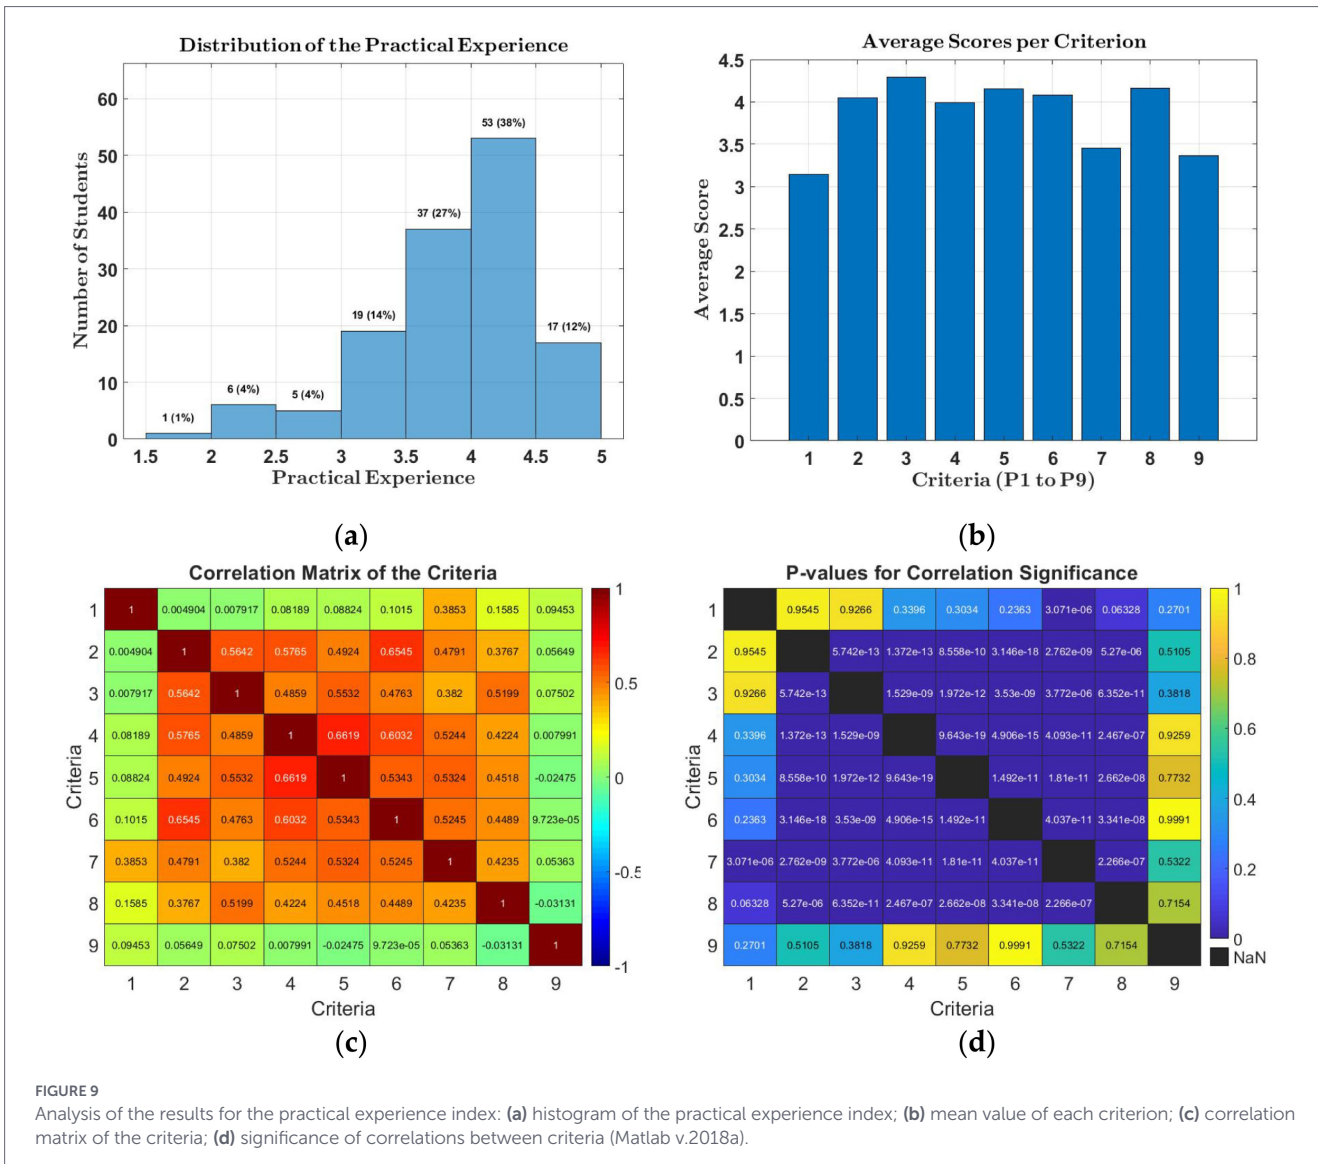 Distribution of the Practical Experience
Number of Students
60
50
40
30
20
10
0
1 (1%)
6 (4%)
5 (4%)
19 (14%)
37 (27%)
53 (38%)
17 (12%)
1.5 2 2.5 3 3.5 4 4.5 5
Practical Experience
(a)
Average Scores per Criterion
Average Score
4.5
4
3.5
3
2.5
2
1.5
1
0.5
0
1 2 3 4 5 6 7 8 9
Criteria (P1 to P9)
(b)
Correlation Matrix of the Criteria
Criteria
1 1 0.004904 0.007917 0.08189 0.08824 0.1015 0.3853 0.1585 0.09453
2 0.004904 1 0.5642 0.5765 0.4924 0.6545 0.4791 0.3767 0.05649
3 0.007917 0.5642 1 0.4859 0.5532 0.4763 0.382 0.5199 0.07502
4 0.08189 0.5765 0.4859 1 0.6619 0.6032 0.5244 0.4224 0.007991
5 0.08824 0.4924 0.5532 0.6619 1 0.5343 0.5324 0.4518 -0.02475
6 0.1015 0.6545 0.4763 0.6032 0.5343 1 0.5245 0.4489 9.723e-05
7 0.3853 0.4791 0.382 0.5244 0.5324 0.5245 1 0.4235 0.05363
8 0.1585 0.3767 0.5199 0.4224 0.4518 0.4489 0.4235 1 -0.03131
9 0.09453 0.05649 0.07502 0.007991 -0.02475 9.723e-05 0.05363 -0.03131 1
1 2 3 4 5 6 7 8 9
Criteria
1
0.5
0
-0.5
-1
(c)
P-values for Correlation Significance
Criteria
1 0.9545 0.9266 0.3396 0.3034 0.2363 3.071e-06 0.06328 0.2701
2 0.9545 5.742e-13 1.372e-13 8.558e-10 3.146e-18 2.762e-09 5.27e-06 0.5105
3 0.9266 5.742e-13 1.529e-09 1.972e-12 3.53e-09 3.772e-06 6.352e-11 0.3818
4 0.3396 1.372e-13 1.529e-09 9.643e-19 4.906e-15 4.093e-11 2.467e-07 0.9259
5 0.3034 8.558e-10 1.972e-12 9.643e-19 1.492e-11 1.81e-11 2.662e-08 0.7732
6 0.2363 3.146e-18 3.53e-09 4.906e-15 1.492e-11 4.037e-11 3.341e-08 0.9991
7 3.071e-06 2.762e-09 3.772e-06 4.093e-11 1.81e-11 4.037e-11 2.266e-07 0.5322
8 0.06328 5.27e-06 6.352e-11 2.467e-07 2.662e-08 3.341e-08 2.266e-07 0.7154
9 0.2701 0.5105 0.3818 0.9259 0.7732 0.9991 0.5322 0.7154
1 2 3 4 5 6 7 8 9
Criteria
1
0.8
0.6
0.4
0.2
0
NaN
(d)
FIGURE 9
Analysis of the results for the practical experience index: (a) histogram of the practical experience index; (b) mean value of each criterion; (c) correlation
matrix of the criteria; (d) significance of correlations between criteria (Matlab v.2018a).